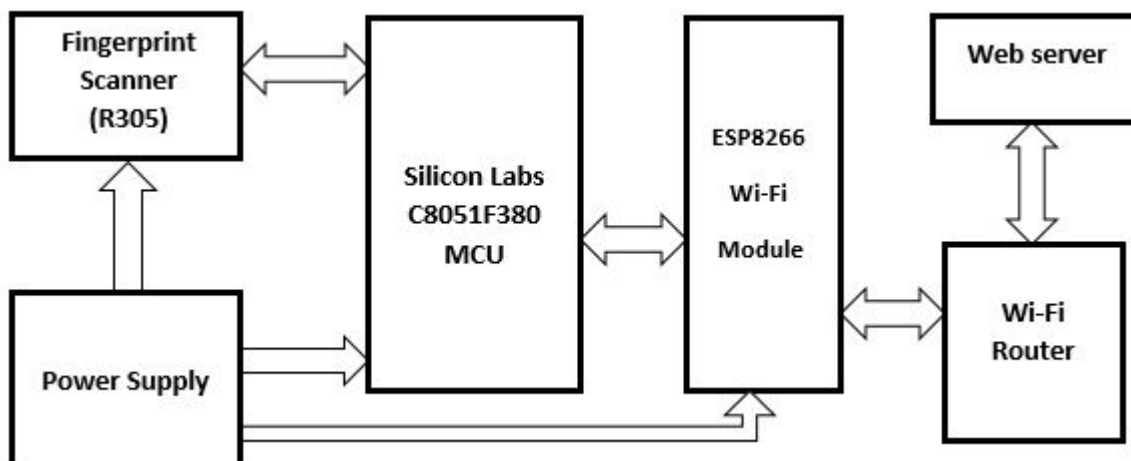 Fingerprint
Scanner
(R305)
Silicon Labs
C8051F380
MCU
ESP8266
Wi-Fi
Module
Web server
Wi-Fi
Router
Power Supply